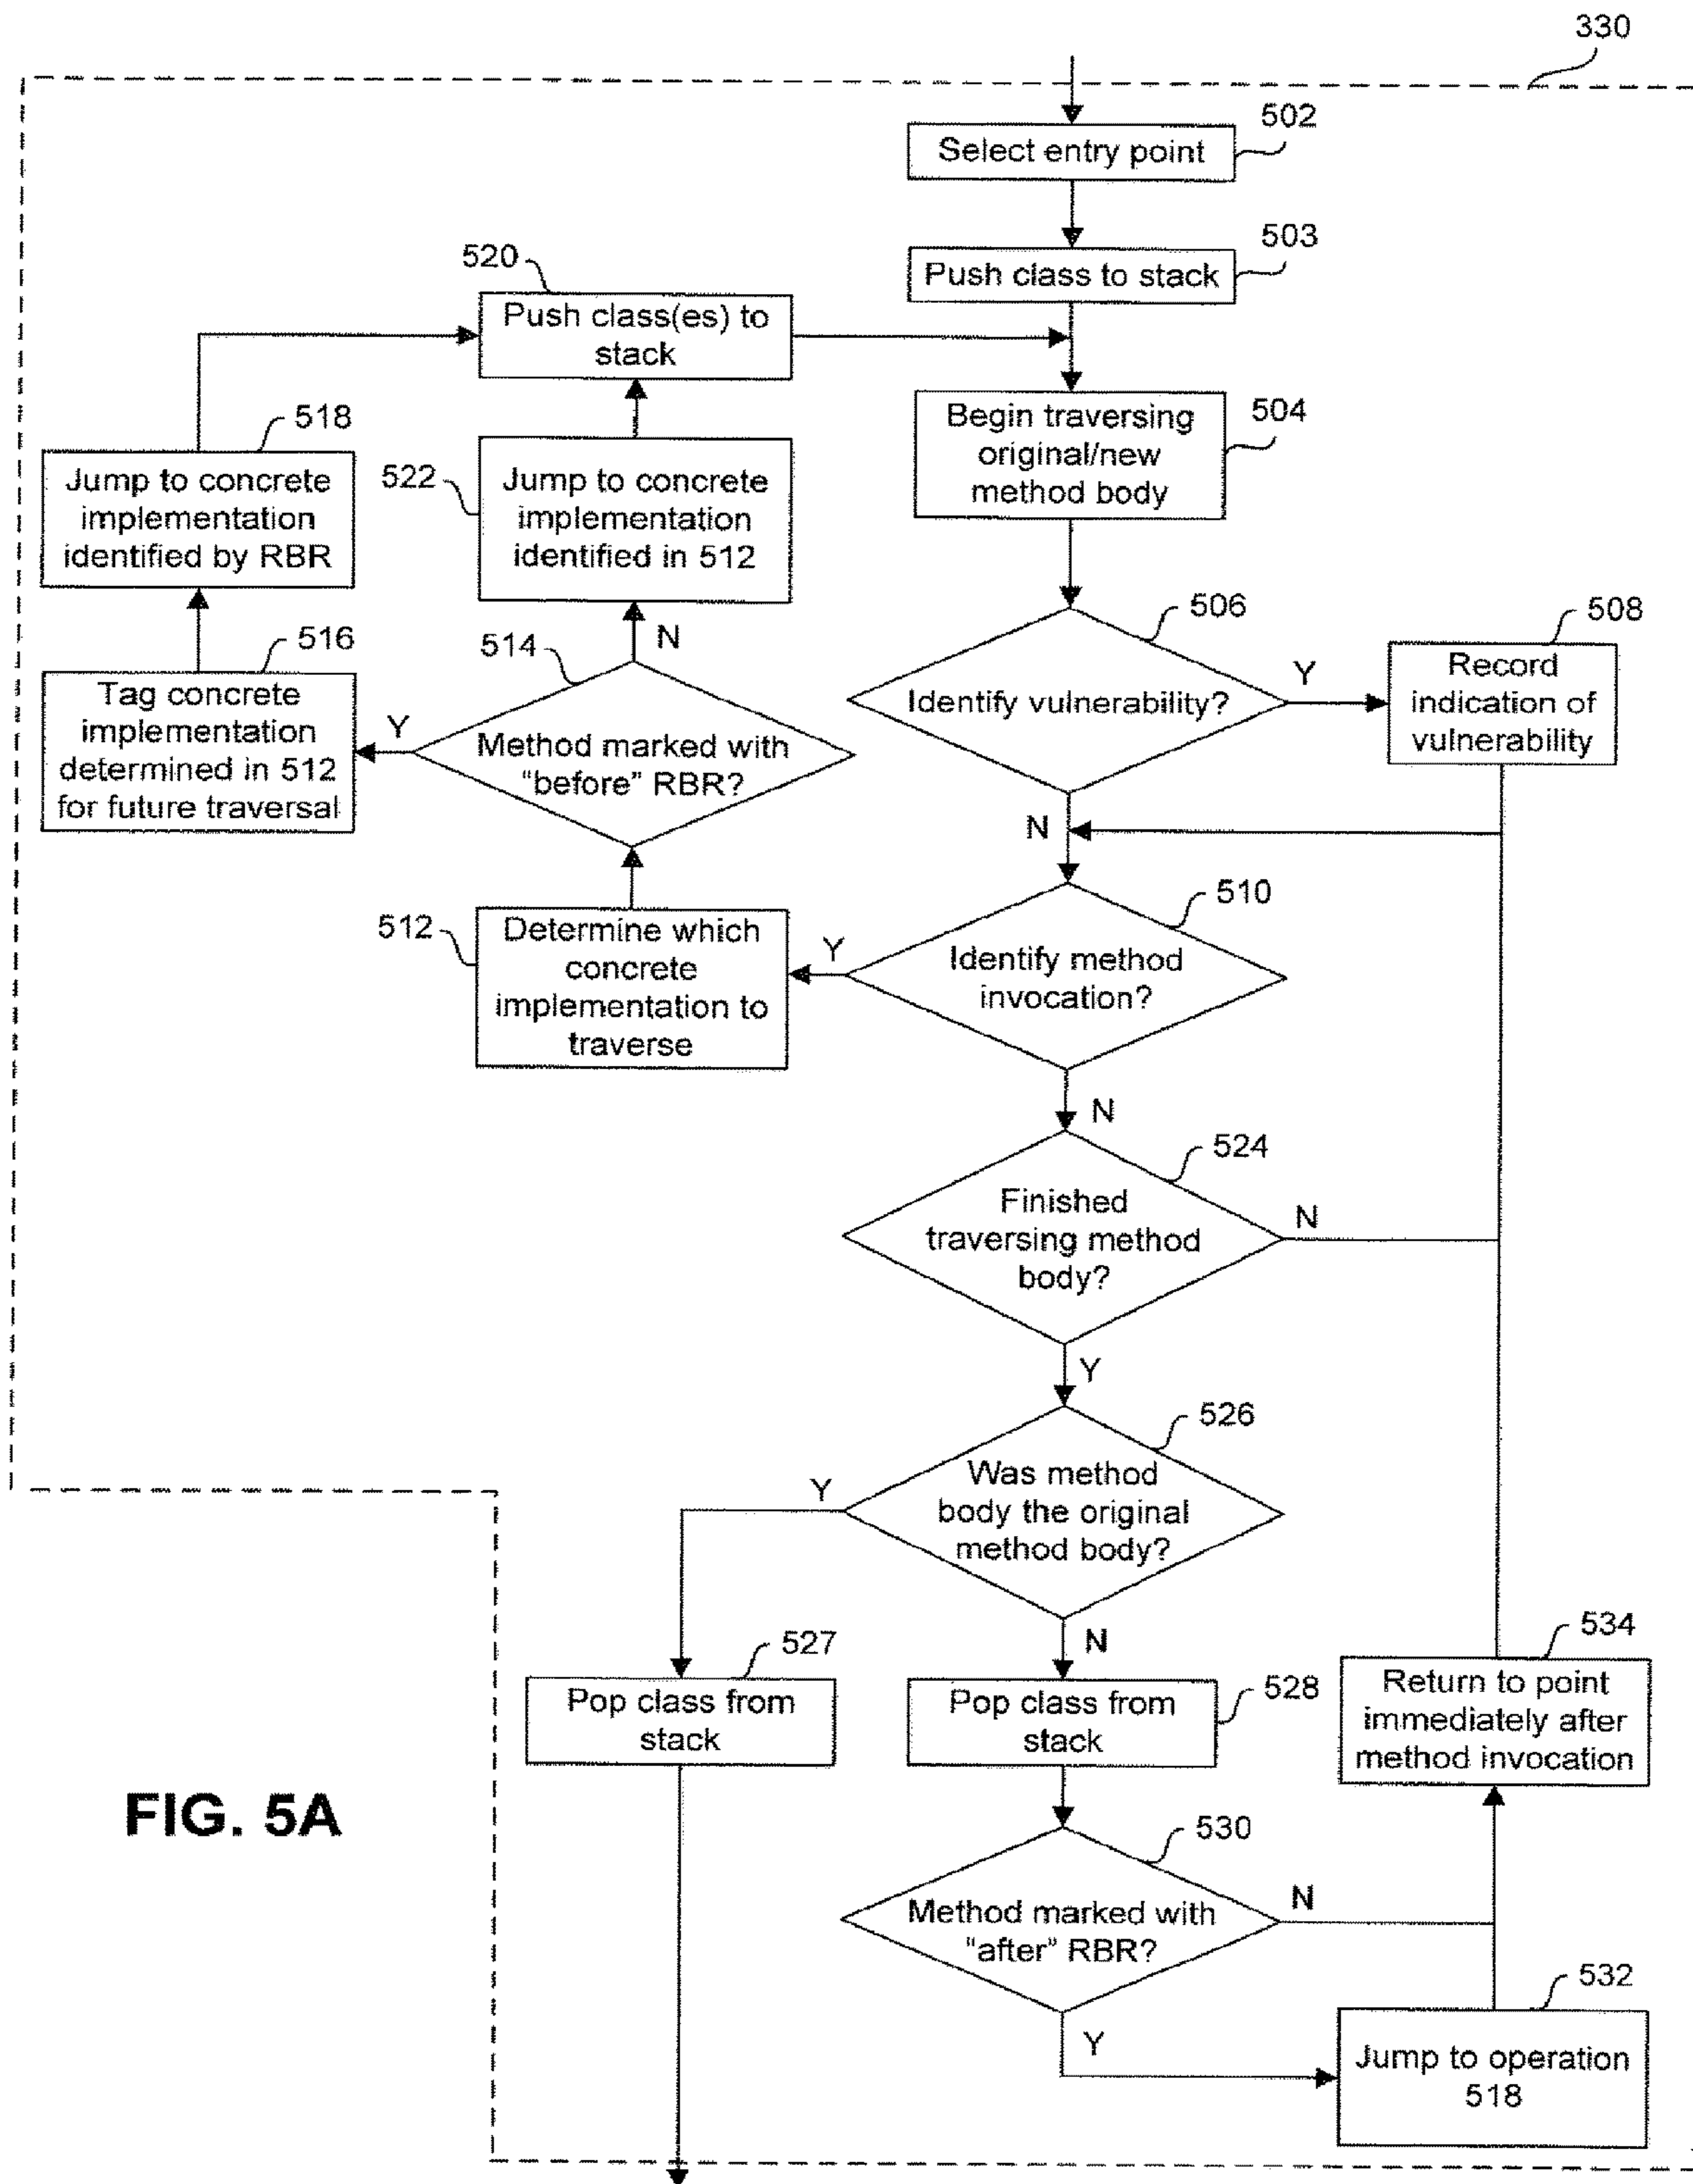 330
502
Select entry point
503
Push class to stack
520
Push class(es) to
stack
504
Begin traversing
original/new
method body
518
Jump to concrete
implementation
identified by RBR
522
Jump to concrete
implementation
identified in 512
506
Identify vulnerability?
Y
508
Record
indication of
vulnerability
N
516
Tag concrete
implementation
determined in 512
for future traversal
514
N
Y
Method marked with
"before" RBR?
510
Identify method
invocation?
Y
512
Determine which
concrete
implementation to
traverse
N
524
Finished
traversing method
body?
N
Y
526
Was method
body the original
method body?
Y
N
527
Pop class from
stack
528
Pop class from
stack
534
Return to point
immediately after
method invocation
530
Method marked with
"after" RBR?
N
Y
532
Jump to operation
518
FIG. 5A